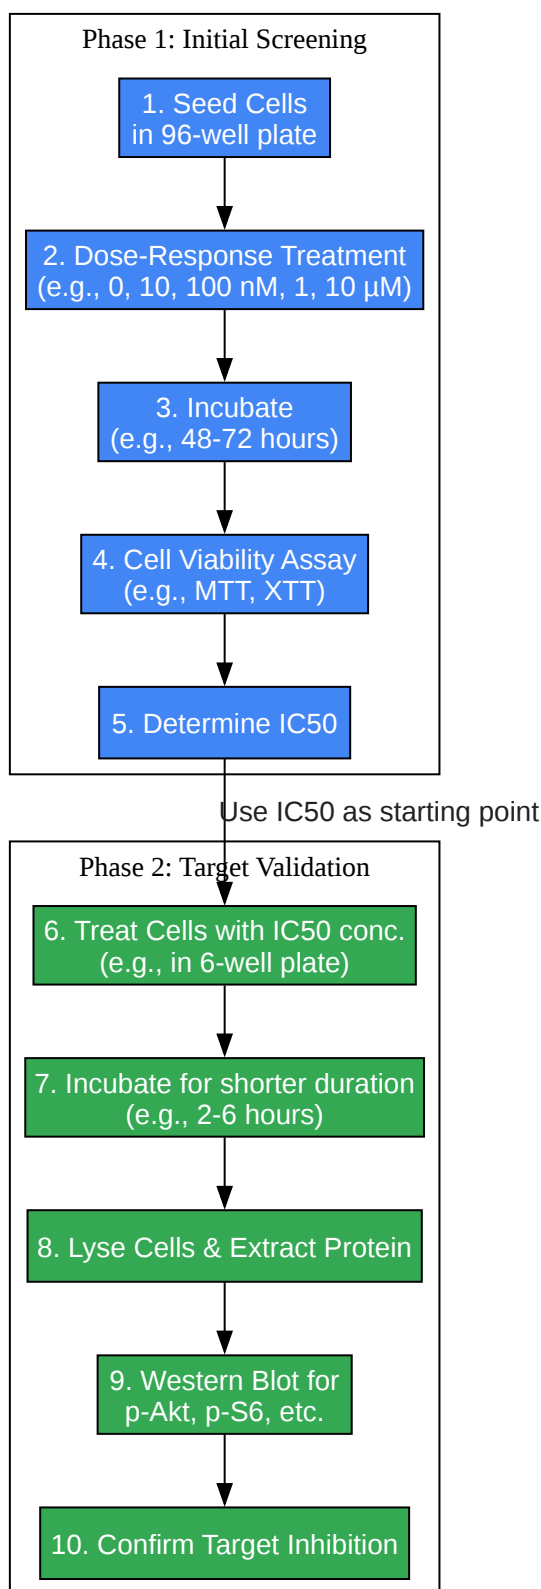 Phase 1: Initial Screening
1. Seed Cells
in 96-well plate
2. Dose-Response Treatment
(e.g., 0, 10, 100 nM, 1, 10 µM)
3. Incubate
(e.g., 48-72 hours)
4. Cell Viability Assay
(e.g., MTT, XTT)
5. Determine IC50
Use IC50 as starting point
Phase 2: Target Validation
6. Treat Cells with IC50 conc.
(e.g., in 6-well plate)
7. Incubate for shorter duration
(e.g., 2-6 hours)
8. Lyse Cells & Extract Protein
9. Western Blot for
p-Akt, p-S6, etc.
10. Confirm Target Inhibition